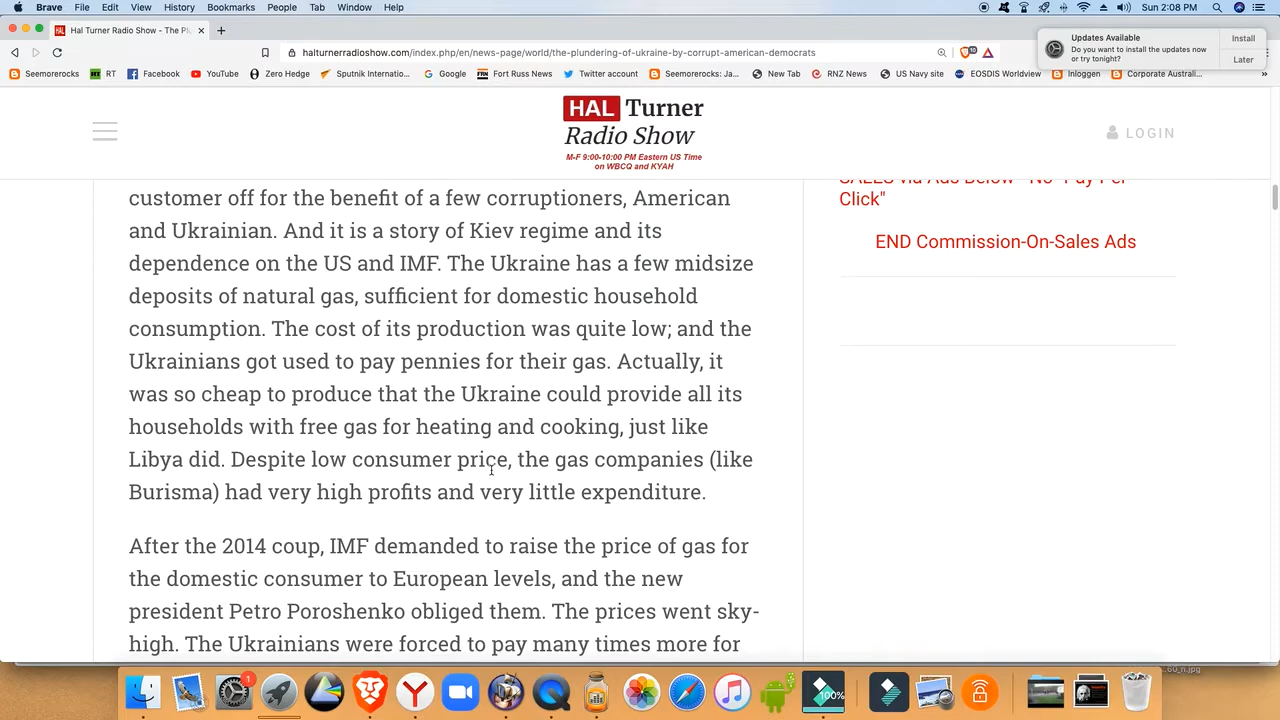 Brave File Edit View History Bookmarks People Tab Window Help
Sun 2:08 PM
Hal Turner Radio Show - The Pl
halturnerradioshow.com/index.php/en/news-page/world/the-plundering-of-ukraine-by-corrupt-american-democrats
10
Updates Available
Do you want to install the updates now
or try tonight?
Install
Later
Seemorerocks RT Facebook YouTube Zero Hedge Sputnik Internatio... Google Fort Russ News Twitter account Seemorerocks: Ja... New Tab RNZ News US Navy site EOSDIS Worldview Inloggen Corporate Australi... »
HAL Turner
Radio Show
M-F 9:00-10:00 PM Eastern US Time
on WBCQ and KYAH
LOGIN
customer off for the benefit of a few corruptioners, American
and Ukrainian. And it is a story of Kiev regime and its
dependence on the US and IMF. The Ukraine has a few midsize
deposits of natural gas, sufficient for domestic household
consumption. The cost of its production was quite low; and the
Ukrainians got used to pay pennies for their gas. Actually, it
was so cheap to produce that the Ukraine could provide all its
households with free gas for heating and cooking, just like
Libya did. Despite low consumer price, the gas companies (like
Burisma) had very high profits and very little expenditure.
After the 2014 coup, IMF demanded to raise the price of gas for
the domestic consumer to European levels, and the new
president Petro Poroshenko obliged them. The prices went sky-
high. The Ukrainians were forced to pay many times more for
SALES via Ads Below - No "Pay Per
Click"
END Commission-On-Sales Ads
60_n.jpg
1
100%